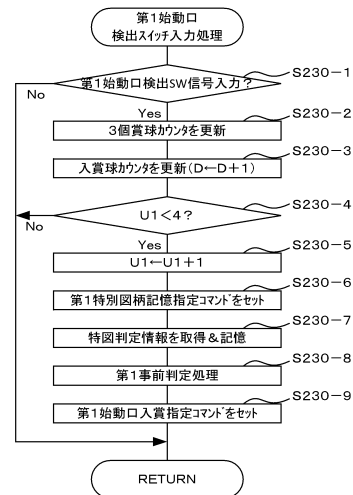 第1始動口
検出スイッチ入力処理
S230-1
第1始動口検出SW信号入力?
No
Yes
S230-2
3個賞球カウンタを更新
S230-3
入賞球カウンタを更新(D←D+1)
S230-4
U1<4?
No
Yes
S230-5
U1←U1+1
S230-6
第1特別図柄記憶指定コマンドをセット
S230-7
特図判定情報を取得&記憶
S230-8
第1事前判定処理
S230-9
第1始動口入賞指定コマンドをセット
RETURN